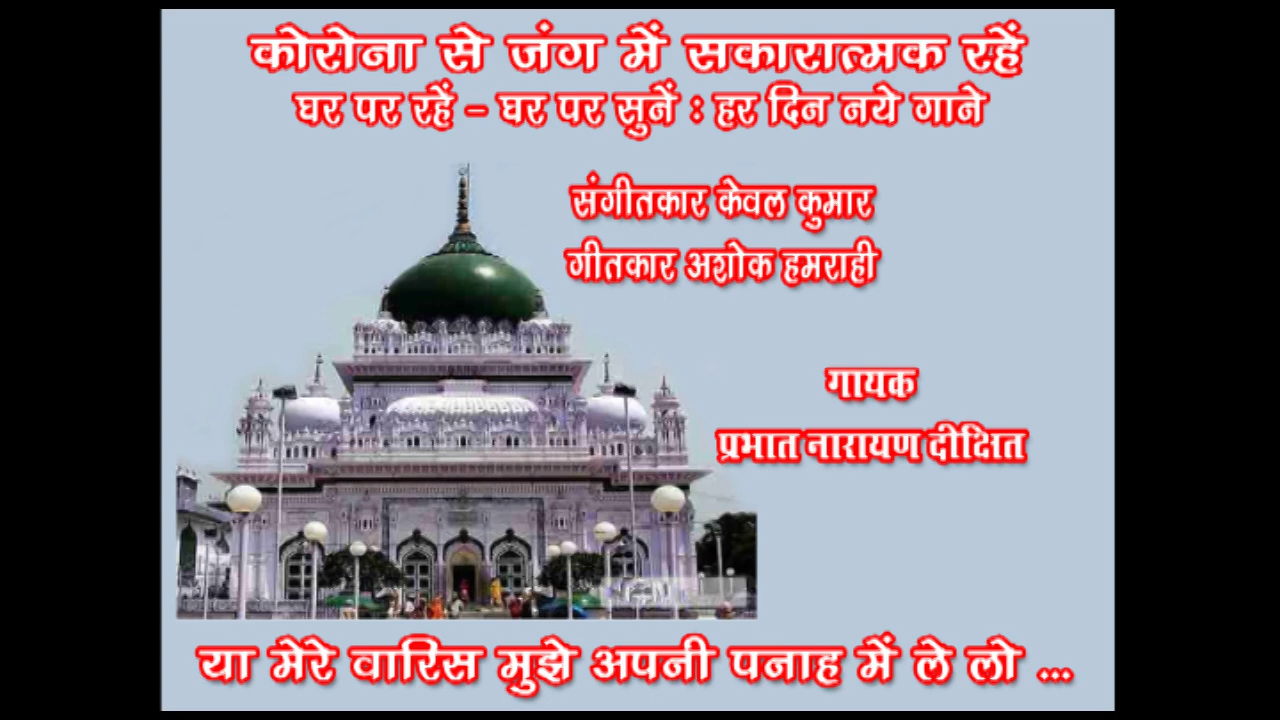 कोरोना से जंग में सकारात्मक रहें
घर पर रहें - घर पर सुनें : हर दिन नये गाने
संगीतकार केवल कुमार
गीतकार अशोक हमराही
गायक
प्रभात नारायण दीक्षित
या मेरे वारिस मुझे अपनी पनाह में ले लो ...